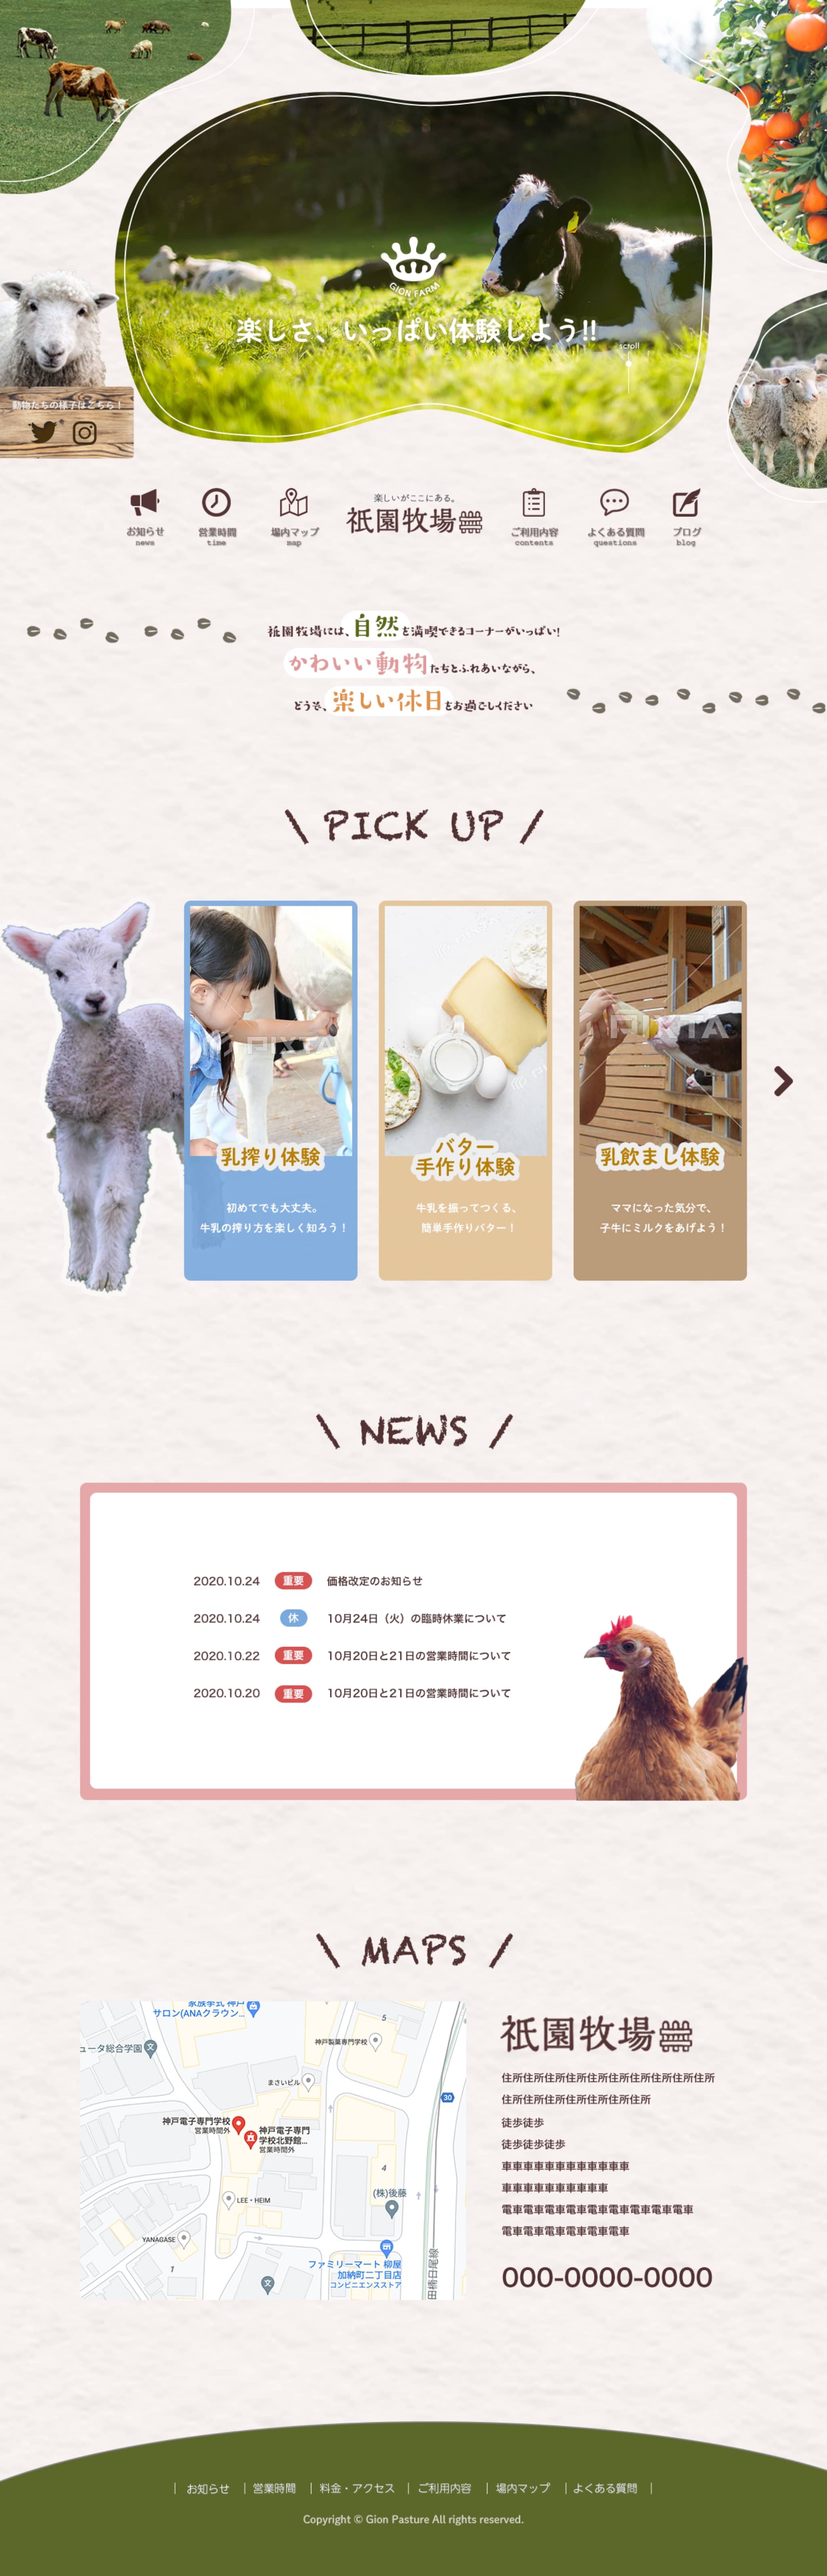 GION FARM
楽しさ、いっぱい体験しよう!!
scroll
動物たちの様子はこちら！
お知らせ
news
営業時間
time
場内マップ
map
楽しいがここにある。
祇園牧場
ご利用内容
contents
よくある質問
questions
ブログ
blog
祇園牧場には、自然を満喫できるコーナーがいっぱい!
かわいい動物たちとふれあいながら、
どうぞ、楽しい休日をお過ごしください
\ PICK UP /
PIXTA
乳搾り体験
初めてでも大丈夫。
牛乳の搾り方を楽しく知ろう！
バター
手作り体験
牛乳を振ってつくる、
簡単手作りバター！
PIXTA
乳飲まし体験
ママになった気分で、
子牛にミルクをあげよう！
\ NEWS /
2020.10.24 重要 価格改定のお知らせ
2020.10.24 休 10月24日（火）の臨時休業について
2020.10.22 重要 10月20日と21日の営業時間について
2020.10.20 重要 10月20日と21日の営業時間について
\ MAPS /
サロン(ANAクラウン...
ュータ総合学園
神戸製菓専門学校
まさいビル
神戸電子専門学校
営業時間外
神戸電子専門
学校北野館...
営業時間外
5
30
4
(株)後藤
LEE・HEIM
YANAGASE
1
ファミリーマート 柳屋
加納町二丁目店
コンビニエンスストア
祇園牧場
住所住所住所住所住所住所住所住所住所住所
住所住所住所住所住所住所住所
徒歩徒歩
徒歩徒歩徒歩
車車車車車車車車車車車車
車車車車車車車車車車
電車電車電車電車電車電車電車電車電車
電車電車電車電車電車電車
000-0000-0000
| お知らせ | 営業時間 | 料金・アクセス | ご利用内容 | 場内マップ | よくある質問 |
Copyright © Gion Pasture All rights reserved.